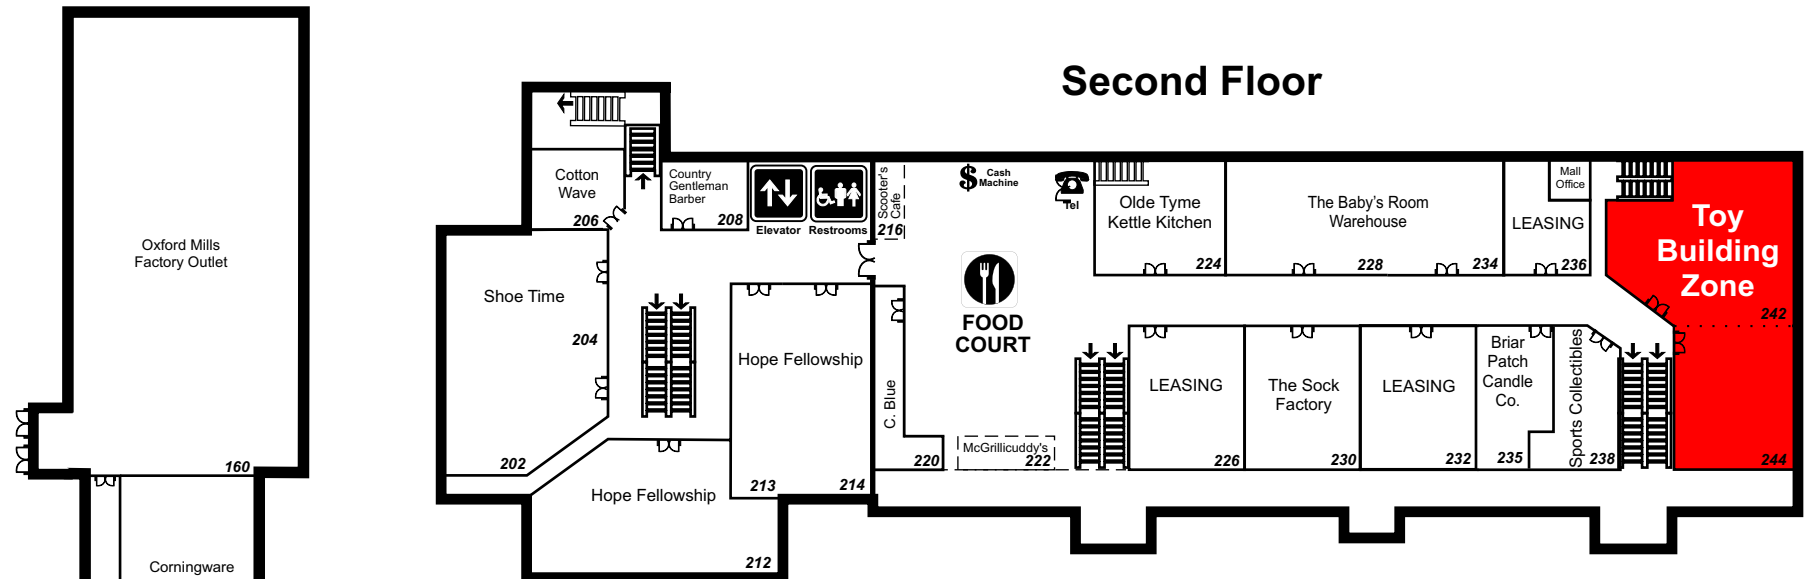 Second Floor
Oxford Mills
Factory Outlet
160
Corningware
Cotton
Wave
206
Country
Gentleman
Barber
208
Elevator
Restrooms
Scooter's
Cafe
216
$
Cash
Machine
Tel
Olde Tyme
Kettle Kitchen
224
The Baby's Room
Warehouse
228
234
Mall
Office
LEASING
236
Toy
Building
Zone
242
244
Shoe Time
204
202
Hope Fellowship
213
214
Hope Fellowship
212
FOOD
COURT
C. Blue
220
McGrillicuddy's
222
LEASING
226
The Sock
Factory
230
LEASING
232
Briar
Patch
Candle
Co.
235
Sports Collectibles
238